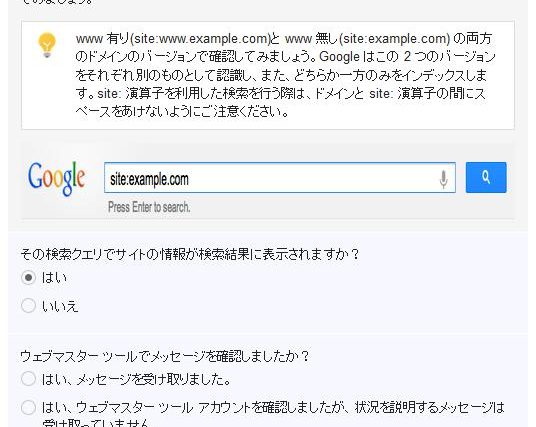 てのましょう。
www 有り(site:www.example.com)と www 無し(site:example.com) の両方
のドメインのバージョンで確認してみましょう。Google はこの 2 つのバージョン
をそれぞれ別のものとして認識し、また、どちらか一方のみをインデックスしま
す。site: 演算子を利用した検索を行う際は、ドメインと site: 演算子の間にス
ペースをあけないようにご注意ください。
Google site:example.com
Press Enter to search.
その検索クエリでサイトの情報が検索結果に表示されますか？
はい
いいえ
ウェブマスター ツールでメッセージを確認しましたか？
はい、メッセージを受け取りました。
はい、ウェブマスター ツール アカウントを確認しましたが、状況を説明するメッセージは
受け取っていません